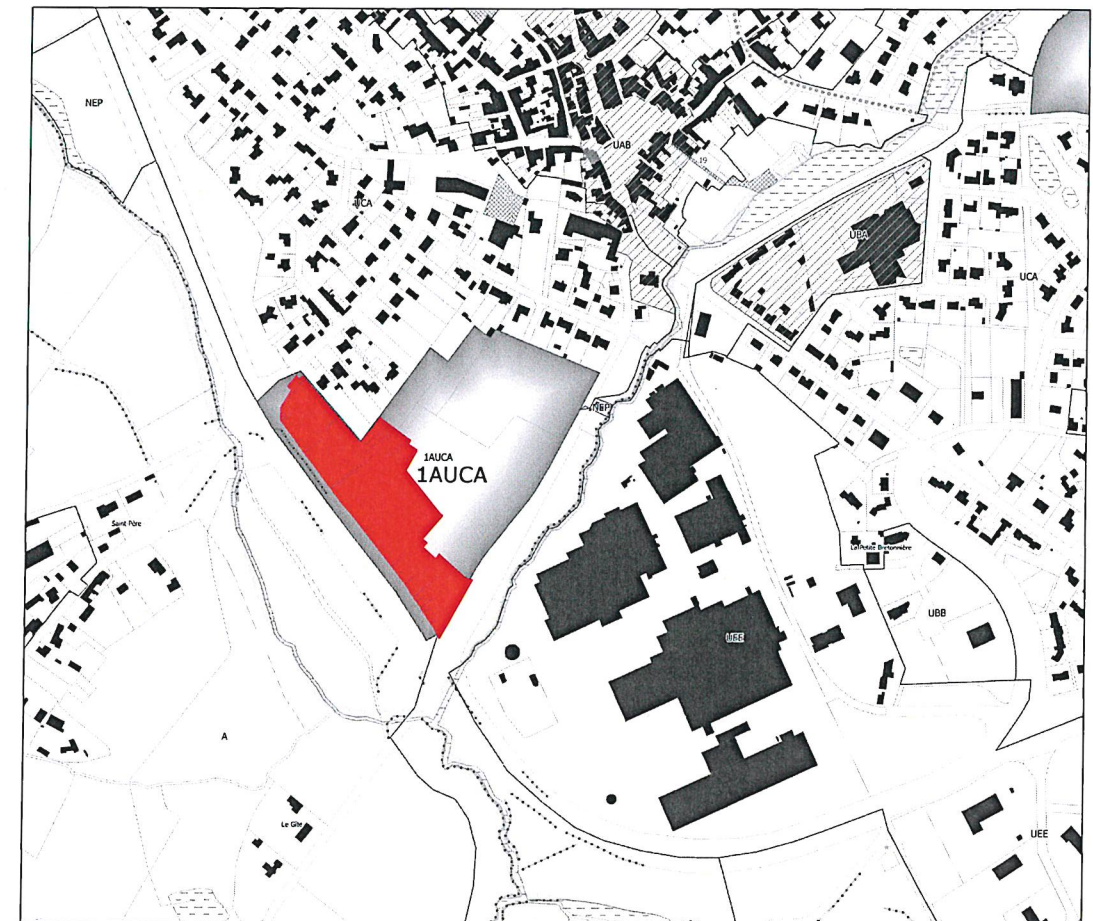 NEP
UAB
19
UCA
UBA
UCA
NEP
1AUCA
1AUCA
Saint Père
La Petite Bretonnière
UBB
UEE
A
Le Gîte
UEE